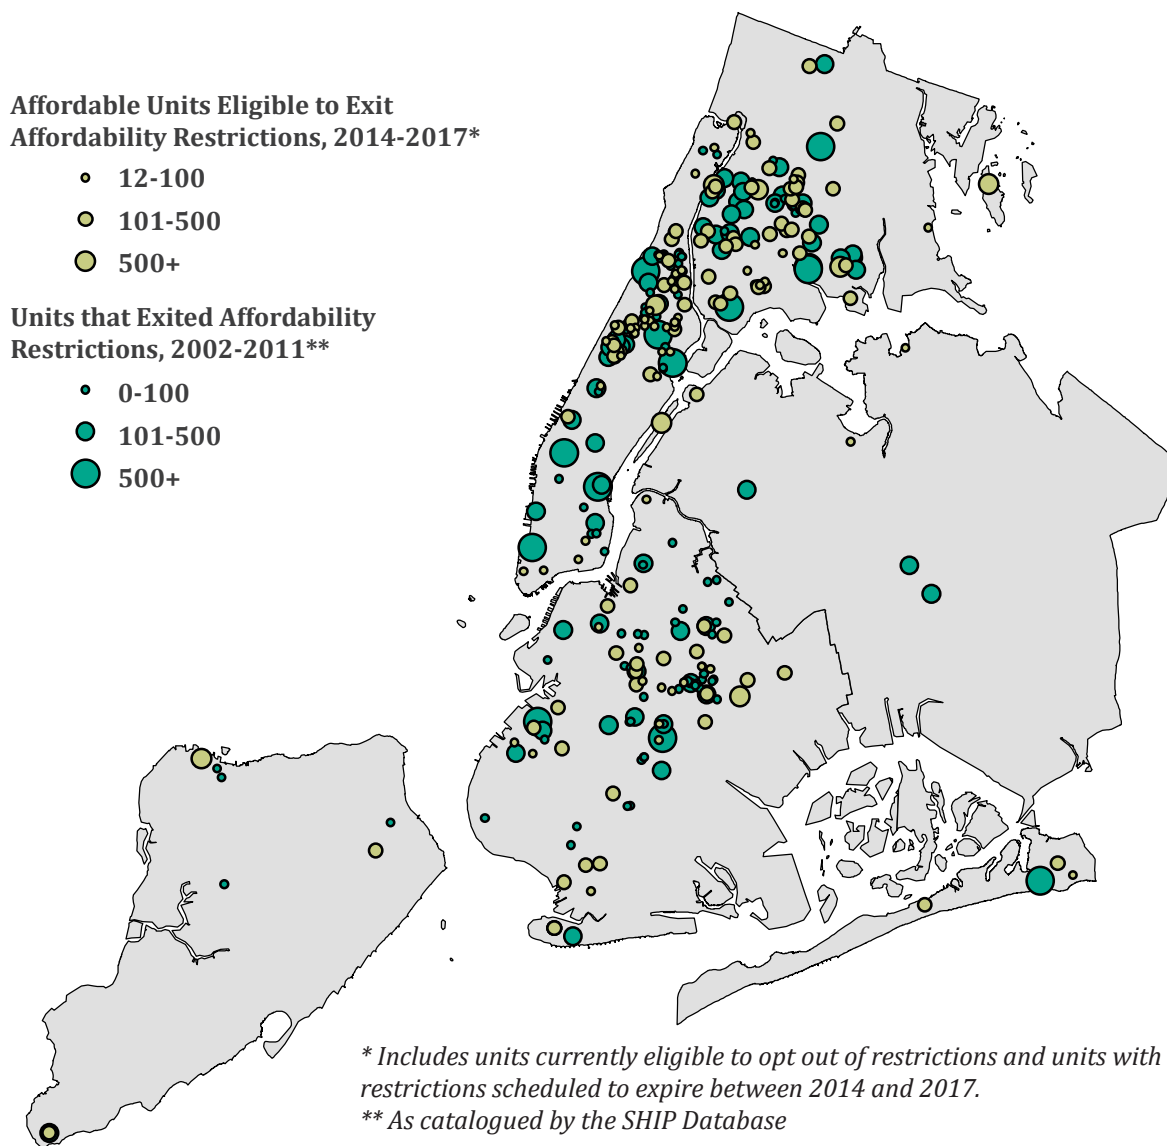 Affordable Units Eligible to Exit
Affordability Restrictions, 2014-2017*
12-100
101-500
500+
Units that Exited Affordability
Restrictions, 2002-2011**
0-100
101-500
500+
* Includes units currently eligible to opt out of restrictions and units with
restrictions scheduled to expire between 2014 and 2017.
** As catalogued by the SHIP Database